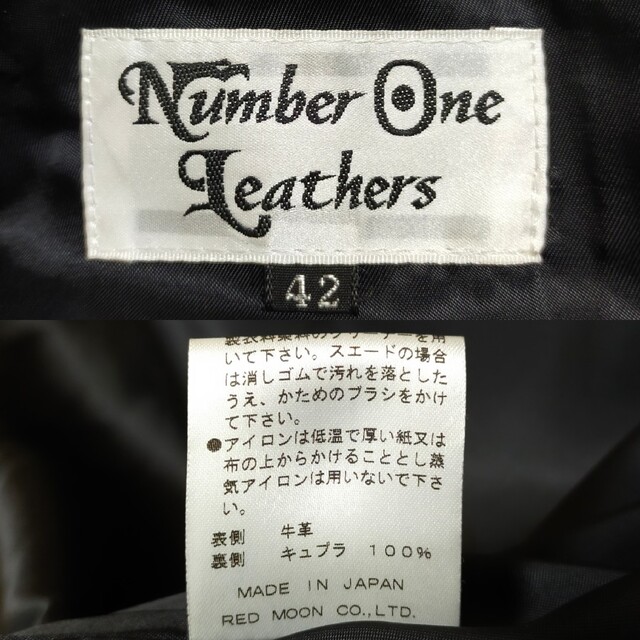 Number One
Leathers
42
いて下さい。スエードの場合
は消しゴムで汚れを落とした
うえ、かためのブラシをかけ
て下さい。
●アイロンは低温で厚い紙又は
布の上からかけることとし蒸
気アイロンは用いないで下さ
い。
表側 牛革
裏側 キュプラ 100%
MADE IN JAPAN
RED MOON CO.,LTD.